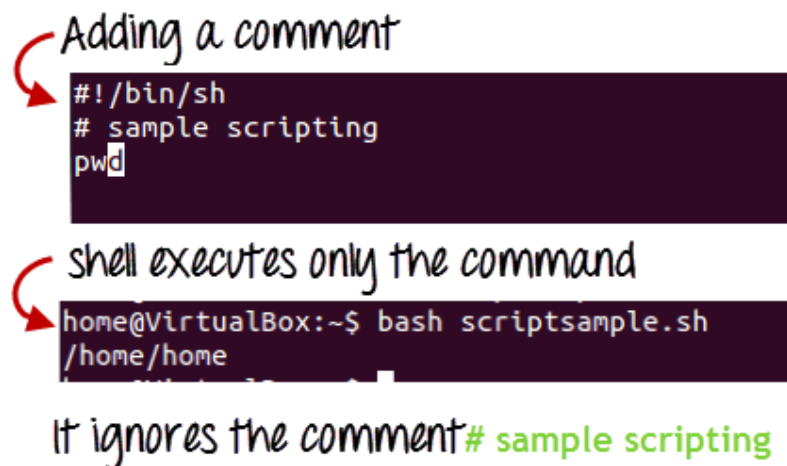 Adding a comment
#!/bin/sh
# sample scripting
pwd
shell executes only the command
home@VirtualBox:~$ bash scriptsample.sh
/home/home
It ignores the comment# sample scripting